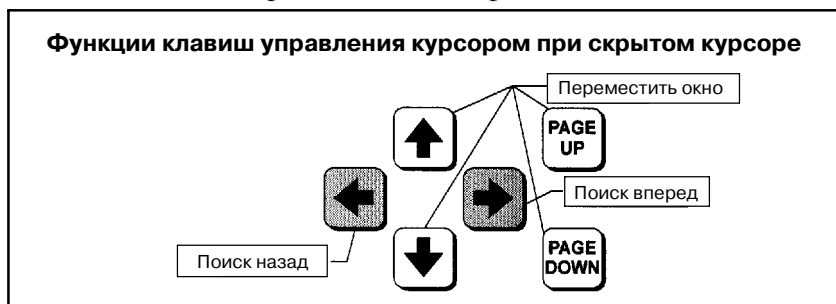 Функции клавиш управления курсором при скрытом курсоре
Переместить окно
PAGE
UP
Поиск вперед
Поиск назад
PAGE
DOWN